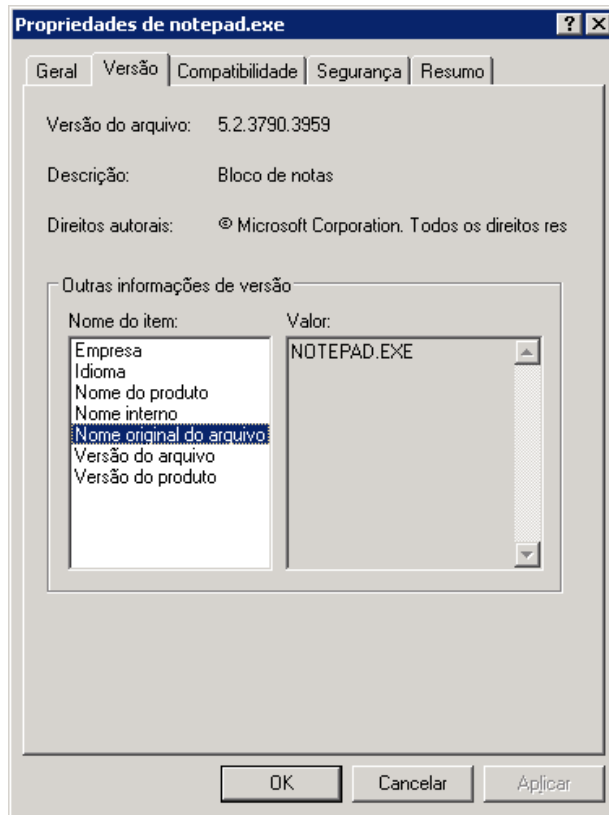 Propriedades de notepad.exe
Geral Versão Compatibilidade Segurança Resumo
Versão do arquivo: 5.2.3790.3959
Descrição: Bloco de notas
Direitos autorais: © Microsoft Corporation. Todos os direitos res
Outras informações de versão
Nome do item: Valor:
Empresa NOTEPAD.EXE
Idioma
Nome do produto
Nome interno
Nome original do arquivo
Versão do arquivo
Versão do produto
OK Cancelar Aplicar